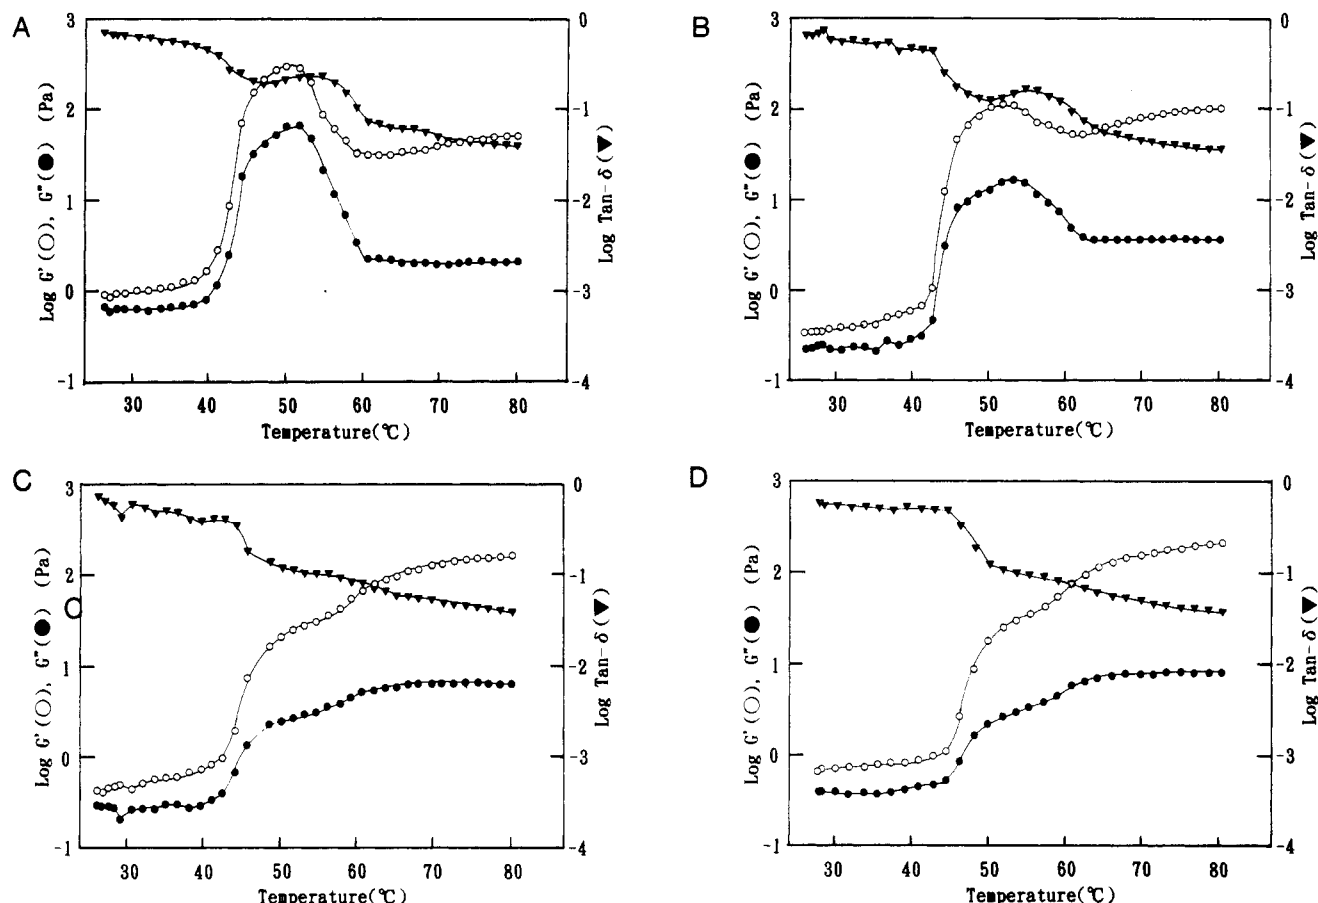 A
3
2
1
0
-1
0
-1
-2
-3
-4
30 40 50 60 70 80
Log G'(○), G"(●) (Pa)
Log Tan-δ(▼)
Temperature(℃)
B
3
2
1
0
-1
0
-1
-2
-3
-4
30 40 50 60 70 80
Log G'(○), G"(●) (Pa)
Log Tan-δ(▼)
Temperature(℃)
C
3
2
1
0
-1
0
-1
-2
-3
-4
30 40 50 60 70 80
Log G'(○), G"(●) (Pa)
C
Log Tan-δ(▼)
Temperature(℃)
D
3
2
1
0
-1
0
-1
-2
-3
-4
30 40 50 60 70 80
Log G'(○), G"(●) (Pa)
Log Tan-δ(▼)
Temperature(℃)